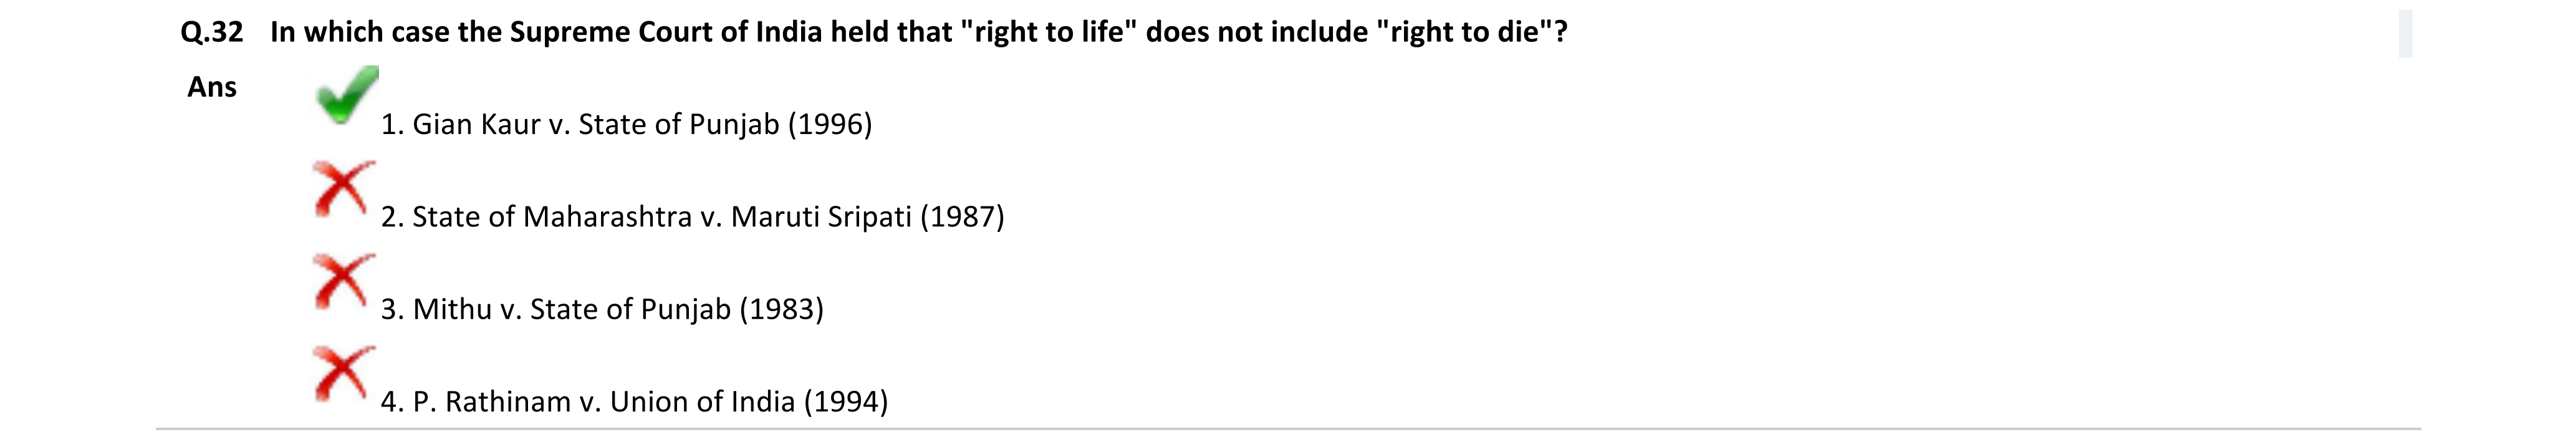 Q.32 In which case the Supreme Court of India held that "right to life" does not include "right to die"?
Ans
1. Gian Kaur v. State of Punjab (1996)
2. State of Maharashtra v. Maruti Sripati (1987)
3. Mithu v. State of Punjab (1983)
4. P. Rathinam v. Union of India (1994)